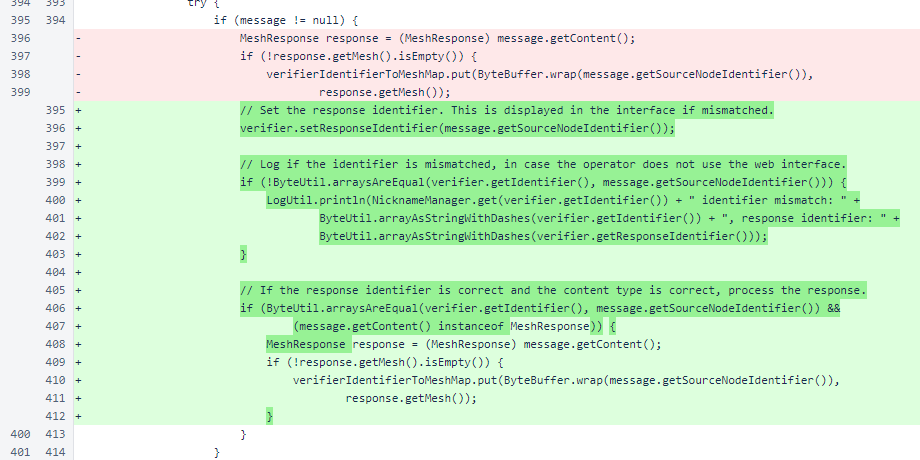 394 393 try {
395 394 if (message != null) {
396 - MeshResponse response = (MeshResponse) message.getContent();
397 - if (!response.getMesh().isEmpty()) {
398 - verifierIdentifierToMeshMap.put(ByteBuffer.wrap(message.getSourceNodeIdentifier()),
399 - response.getMesh());
395 + // Set the response identifier. This is displayed in the interface if mismatched.
396 + verifier.setResponseIdentifier(message.getSourceNodeIdentifier());
397 +
398 + // Log if the identifier is mismatched, in case the operator does not use the web interface.
399 + if (!ByteUtil.arraysAreEqual(verifier.getIdentifier(), message.getSourceNodeIdentifier())) {
400 + LogUtil.println(NicknameManager.get(verifier.getIdentifier()) + " identifier mismatch: " +
401 + ByteUtil.arrayAsStringWithDashes(verifier.getIdentifier()) + ", response identifier: " +
402 + ByteUtil.arrayAsStringWithDashes(verifier.getResponseIdentifier()));
403 + }
404 +
405 + // If the response identifier is correct and the content type is correct, process the response.
406 + if (ByteUtil.arraysAreEqual(verifier.getIdentifier(), message.getSourceNodeIdentifier()) &&
407 + (message.getContent() instanceof MeshResponse)) {
408 + MeshResponse response = (MeshResponse) message.getContent();
409 + if (!response.getMesh().isEmpty()) {
410 + verifierIdentifierToMeshMap.put(ByteBuffer.wrap(message.getSourceNodeIdentifier()),
411 + response.getMesh());
412 + }
400 413 }
401 414 }